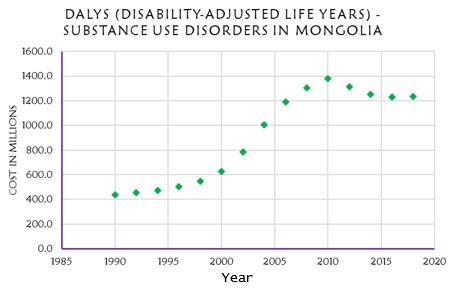 DALYS (DISABILITY-ADJUSTED LIFE YEARS) -
SUBSTANCE USE DISORDERS IN MONGOLIA
COST IN MILLIONS
1600.0
1400.0
1200.0
1000.0
800.0
600.0
400.0
200.0
0.0
1985 1990 1995 2000 2005 2010 2015 2020
Year